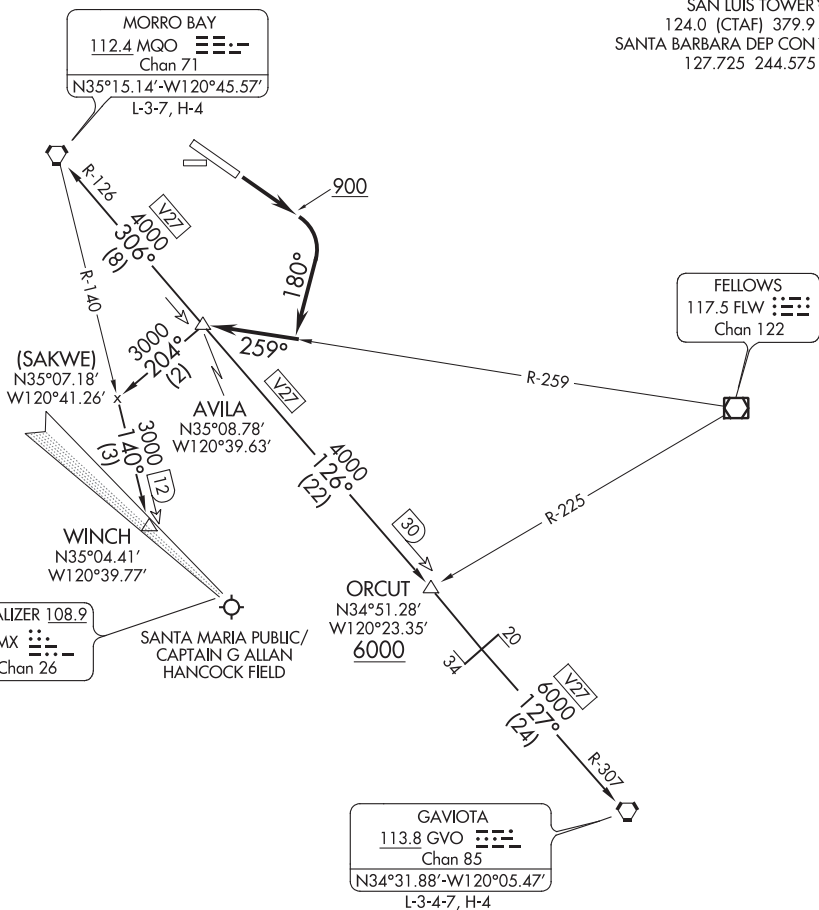 SAN LUIS TOWER
124.0 (CTAF) 379.9
SANTA BARBARA DEP CON
127.725 244.575
MORRO BAY
112.4 MQO
Chan 71
N35°15.14'-W120°45.57'
L-3-7, H-4
900
R-126
V27
4000
306°
(8)
180°
R-140
FELLOWS
117.5 FLW
Chan 122
259°
R-259
3000
204°
(2)
(SAKWE)
N35°07.18'
W120°41.26'
x
AVILA
N35°08.78'
W120°39.63'
V27
4000
126°
(22)
3000
140°
(3)
12
R-225
30
WINCH
N35°04.41'
W120°39.77'
ORCUT
N34°51.28'
W120°23.35'
6000
ALIZER 108.9
MX
Chan 26
SANTA MARIA PUBLIC/
CAPTAIN G ALLAN
HANCOCK FIELD
20
34
V27
6000
127°
(24)
R-307
GAVIOTA
113.8 GVO
Chan 85
N34°31.88'-W120°05.47'
L-3-4-7, H-4